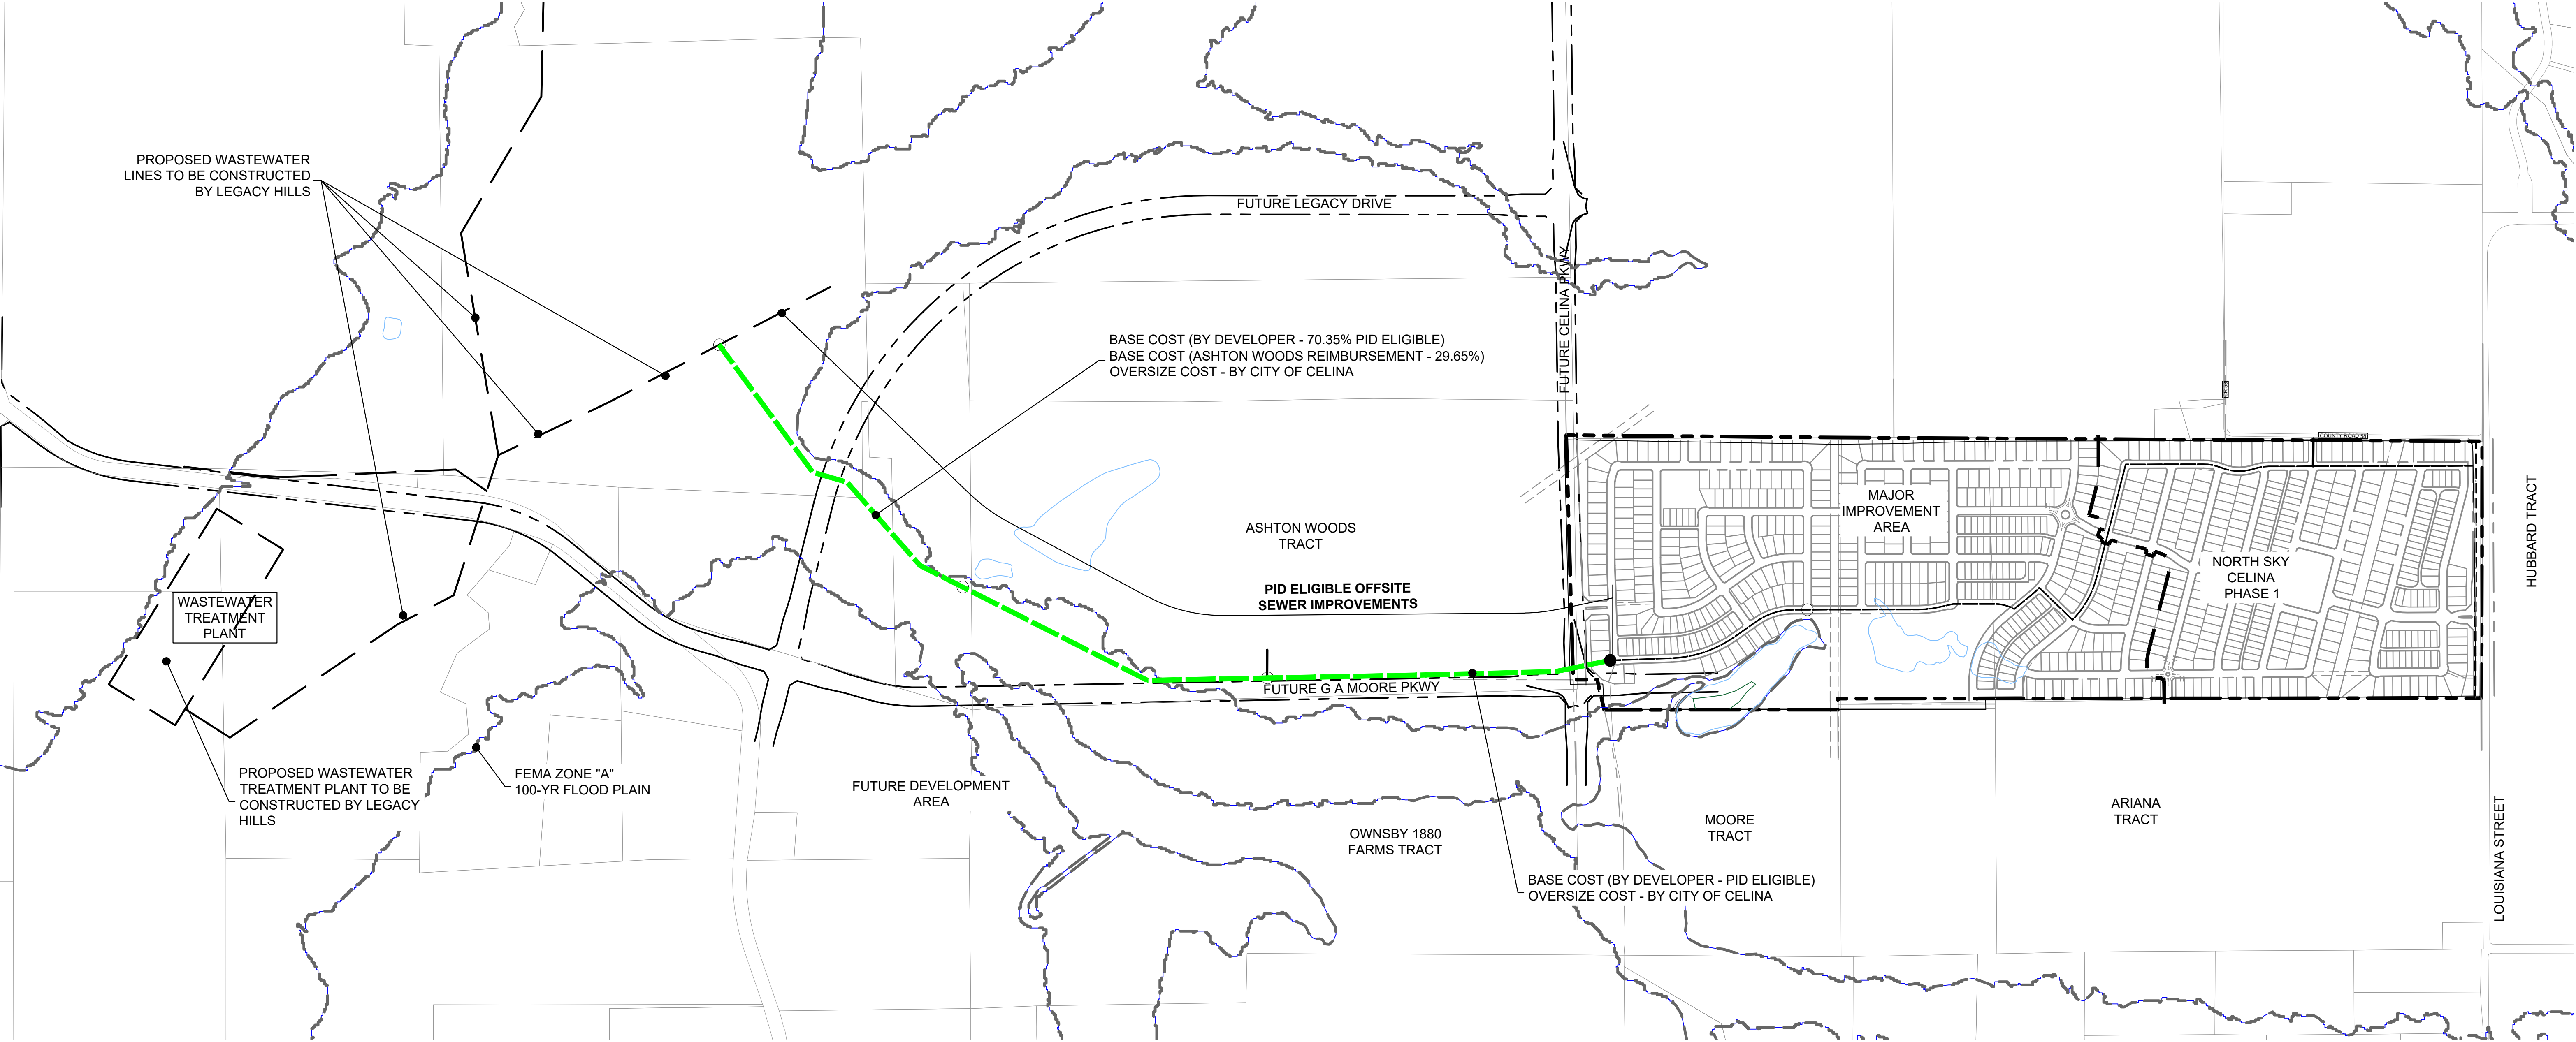 PROPOSED WASTEWATER
LINES TO BE CONSTRUCTED
BY LEGACY HILLS
FUTURE LEGACY DRIVE
FUTURE CELINA PKWY
BASE COST (BY DEVELOPER - 70.35% PID ELIGIBLE)
BASE COST (ASHTON WOODS REIMBURSEMENT - 29.65%)
OVERSIZE COST - BY CITY OF CELINA
COUNTY ROAD
MAJOR
IMPROVEMENT
AREA
ASHTON WOODS
TRACT
HUBBARD TRACT
NORTH SKY
CELINA
PHASE 1
PID ELIGIBLE OFFSITE
SEWER IMPROVEMENTS
WASTEWATER
TREATMENT
PLANT
FUTURE G A MOORE PKWY
PROPOSED WASTEWATER
TREATMENT PLANT TO BE
CONSTRUCTED BY LEGACY
HILLS
FEMA ZONE "A"
100-YR FLOOD PLAIN
FUTURE DEVELOPMENT
AREA
OWNSBY 1880
FARMS TRACT
MOORE
TRACT
ARIANA
TRACT
LOUISIANA STREET
BASE COST (BY DEVELOPER - PID ELIGIBLE)
OVERSIZE COST - BY CITY OF CELINA